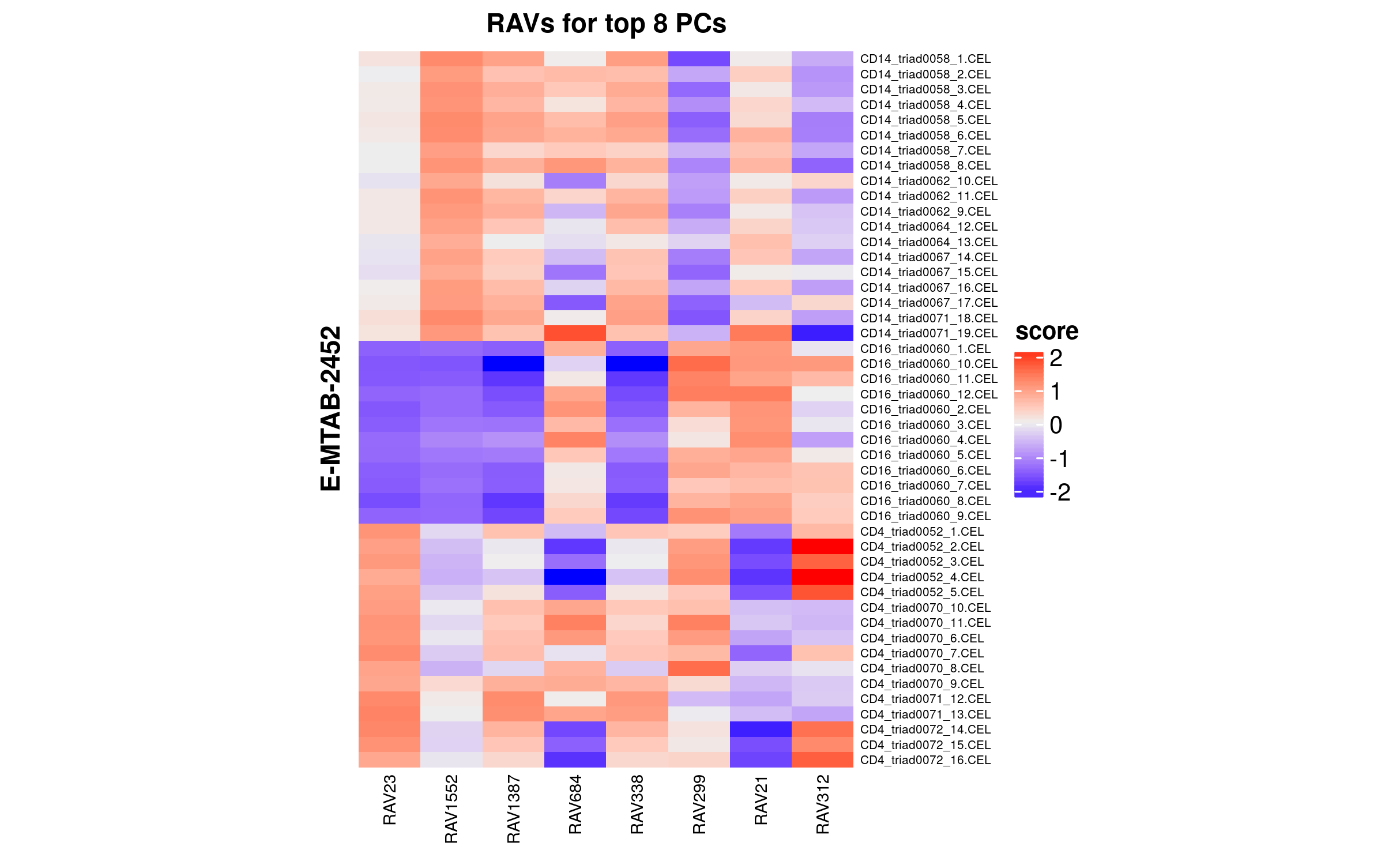 RAVs for top 8 PCs
E-MTAB-2452
CD14_triad0058_1.CEL
CD14_triad0058_2.CEL
CD14_triad0058_3.CEL
CD14_triad0058_4.CEL
CD14_triad0058_5.CEL
CD14_triad0058_6.CEL
CD14_triad0058_7.CEL
CD14_triad0058_8.CEL
CD14_triad0062_10.CEL
CD14_triad0062_11.CEL
CD14_triad0062_9.CEL
CD14_triad0064_12.CEL
CD14_triad0064_13.CEL
CD14_triad0067_14.CEL
CD14_triad0067_15.CEL
CD14_triad0067_16.CEL
CD14_triad0067_17.CEL
CD14_triad0071_18.CEL
CD14_triad0071_19.CEL
CD16_triad0060_1.CEL
CD16_triad0060_10.CEL
CD16_triad0060_11.CEL
CD16_triad0060_12.CEL
CD16_triad0060_2.CEL
CD16_triad0060_3.CEL
CD16_triad0060_4.CEL
CD16_triad0060_5.CEL
CD16_triad0060_6.CEL
CD16_triad0060_7.CEL
CD16_triad0060_8.CEL
CD16_triad0060_9.CEL
CD4_triad0052_1.CEL
CD4_triad0052_2.CEL
CD4_triad0052_3.CEL
CD4_triad0052_4.CEL
CD4_triad0052_5.CEL
CD4_triad0070_10.CEL
CD4_triad0070_11.CEL
CD4_triad0070_6.CEL
CD4_triad0070_7.CEL
CD4_triad0070_8.CEL
CD4_triad0070_9.CEL
CD4_triad0071_12.CEL
CD4_triad0071_13.CEL
CD4_triad0072_14.CEL
CD4_triad0072_15.CEL
CD4_triad0072_16.CEL
RAV23
RAV1552
RAV1387
RAV684
RAV338
RAV299
RAV21
RAV312
score
2
1
0
-1
-2